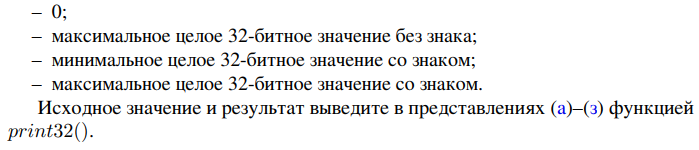 – 0;
– максимальное целое 32-битное значение без знака;
– минимальное целое 32-битное значение со знаком;
– максимальное целое 32-битное значение со знаком.
Исходное значение и результат выведите в представлениях (а)–(з) функцией
print32().